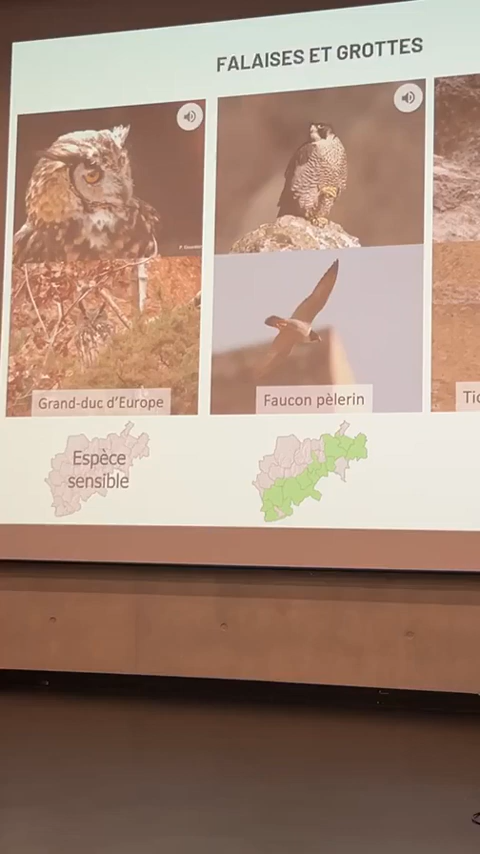 FALAISES ET GROTTES
Grand-duc d'Europe
Faucon pèlerin
Espèce
sensible